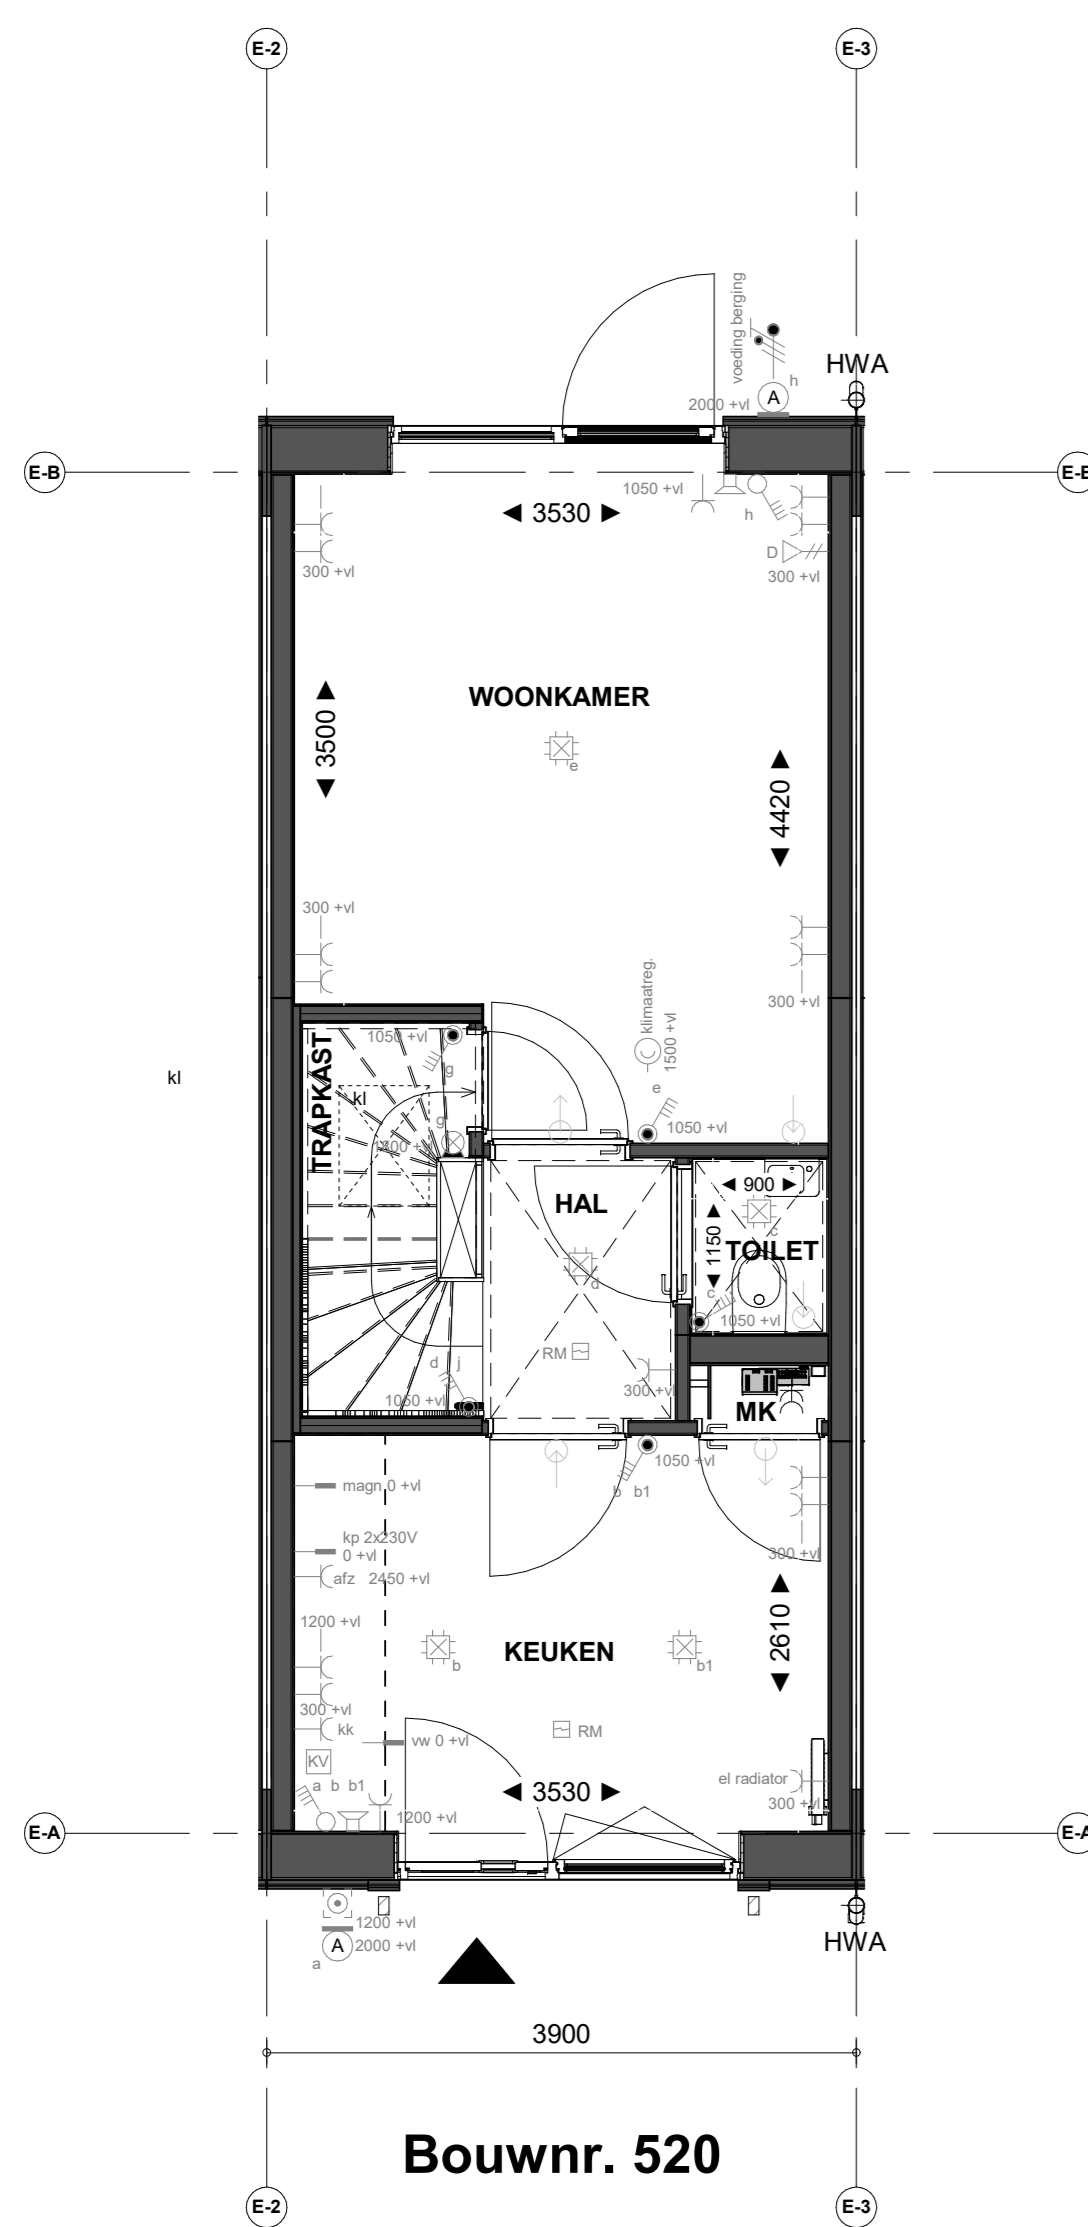 E-2
E-3
voeding berging
HWA
h
A
2000 +vl
E-B
1050 +vl
3530
h
D
300 +vl
300 +vl
WOONKAMER
e
3500
4420
300 +vl
300 +vl
klimaatreg.
1500 +vl
TRAPKAST
1050 +vl
g
e
1050 +vl
kl
kl
g
HAL
900
c
1150
TOILET
d
c
1050 +vl
RM
300 +vl
d j
1050 +vl
MK
1050 +vl
b b1
magn 0 +vl
kp 2x230V
0 +vl
afz 2450 +vl
300 +vl
1200 +vl
KEUKEN
b
b1
2610
300 +vl
kk
vw 0 +vl
RM
KV
a b b1
el radiator
300 +vl
3530
1200 +vl
E-A
1200 +vl
A
2000 +vl
a
HWA
3900
Bouwnr. 520
E-2
E-3